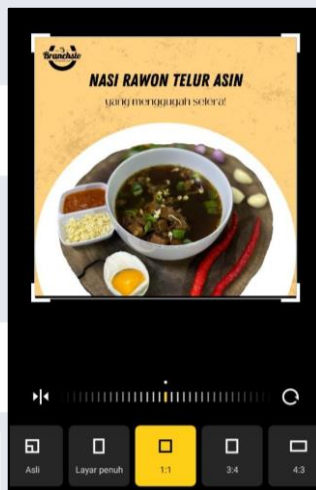 Branchsie
NASI RAWON TELUR ASIN
yang menggugah selera!
Asli
Layar penuh
1:1
3:4
4:3